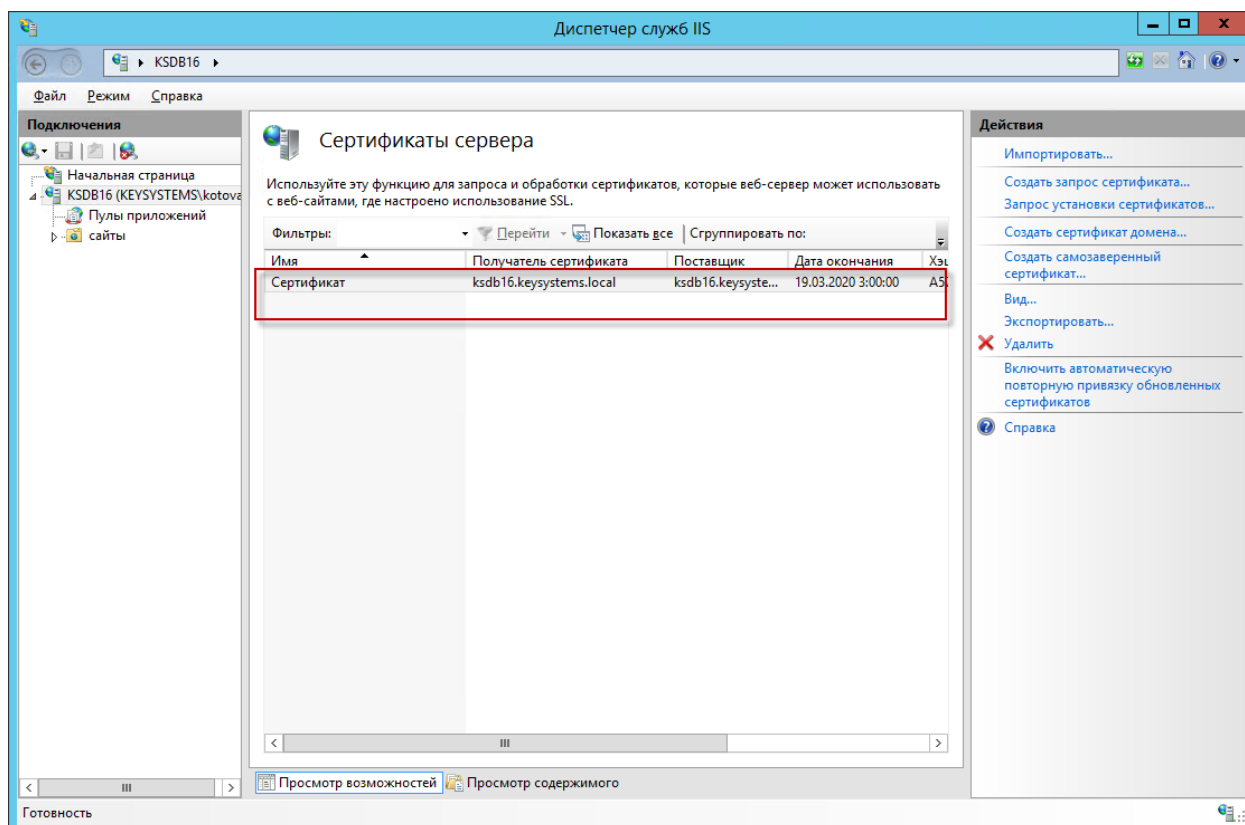 Диспетчер служб IIS
KSDB16
Файл Режим Справка
Подключения
Начальная страница
KSDB16 (KEYSYSTEMS\kotova
Пулы приложений
сайты
Сертификаты сервера
Используйте эту функцию для запроса и обработки сертификатов, которые веб-сервер может использовать
с веб-сайтами, где настроено использование SSL.
Фильтры: Перейти Показать все Сгруппировать по:
Имя Получатель сертификата Поставщик Дата окончания Хэш
Сертификат ksdb16.keysystems.local ksdb16.keysyste... 19.03.2020 3:00:00
Просмотр возможностей Просмотр содержимого
Действия
Импортировать...
Создать запрос сертификата...
Запрос установки сертификатов...
Создать сертификат домена...
Создать самозаверенный
сертификат...
Вид...
Экспортировать...
Удалить
Включить автоматическую
повторную привязку обновленных
сертификатов
Справка
Готовность